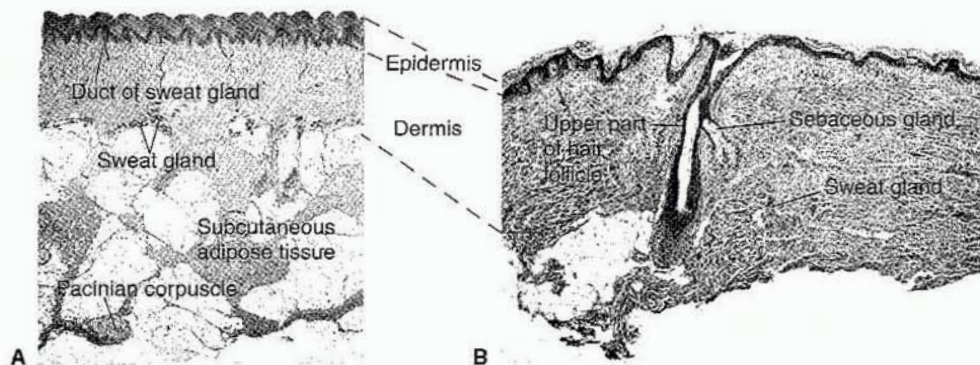 Epidermis
Duct of sweat gland
Dermis
Sweat gland
Subcutaneous
adipose tissue
Pacinian corpuscle
A
Upper part
of hair
follicle
Sebaceous gland
Sweat gland
B